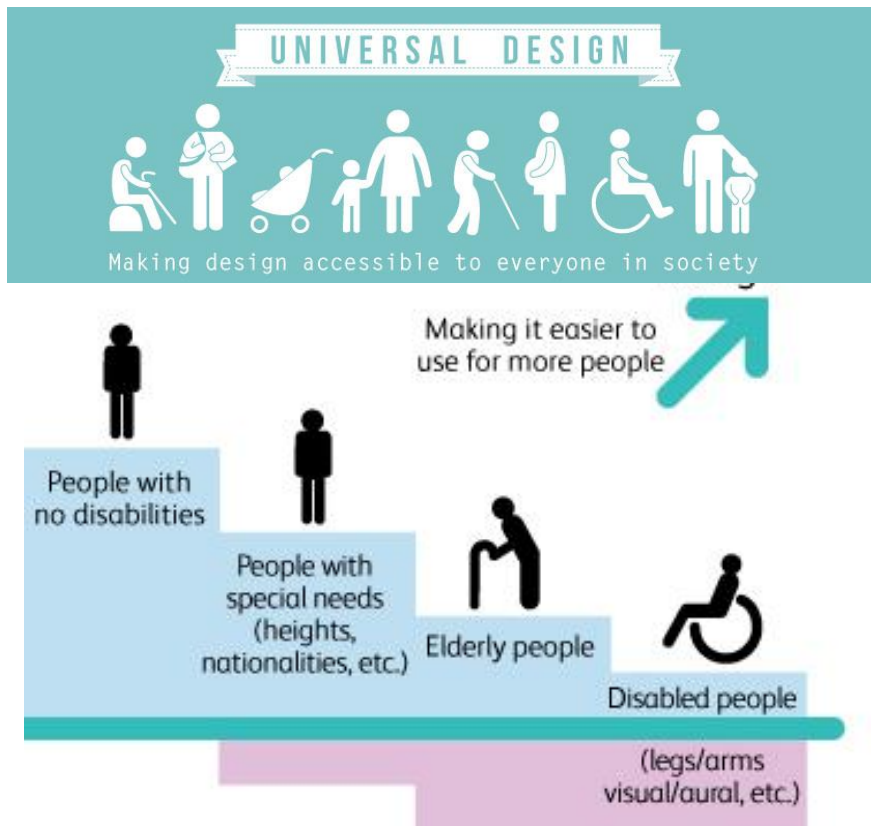 UNIVERSAL DESIGN
Making design accessible to everyone in society
Making it easier to
use for more people
People with
no disabilities
People with
special needs
(heights,
nationalities, etc.)
Elderly people
Disabled people
(legs/arms
visual/aural, etc.)